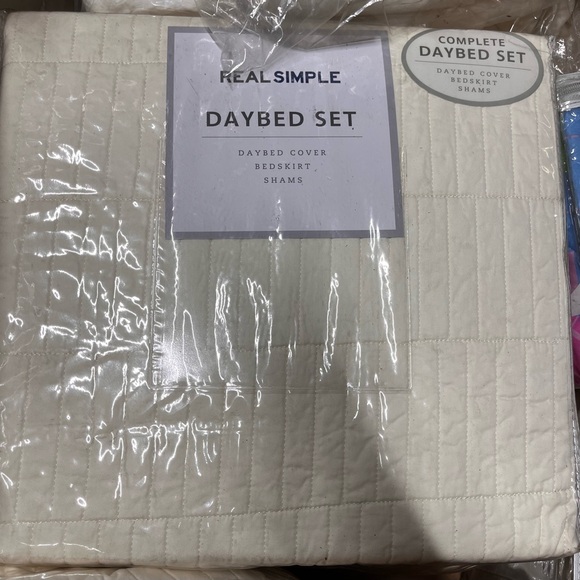 REAL SIMPLE
DAYBED SET
DAYBED COVER
BEDSKIRT
SHAMS
COMPLETE
DAYBED SET
DAYBED COVER
BEDSKIRT
SHAMS